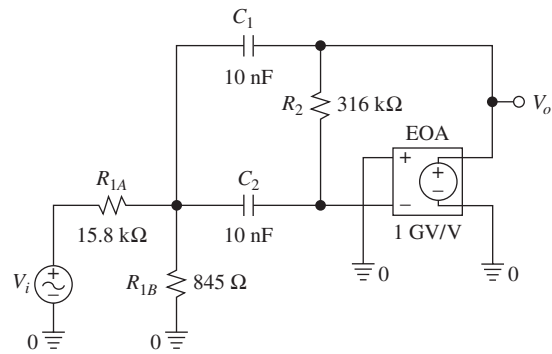 C1
10 nF
R2
316 kΩ
Vo
EOA
+
−
+
−
1 GV/V
R1A
15.8 kΩ
C2
10 nF
Vi
+
−
R1B
845 Ω
0
0
0
0